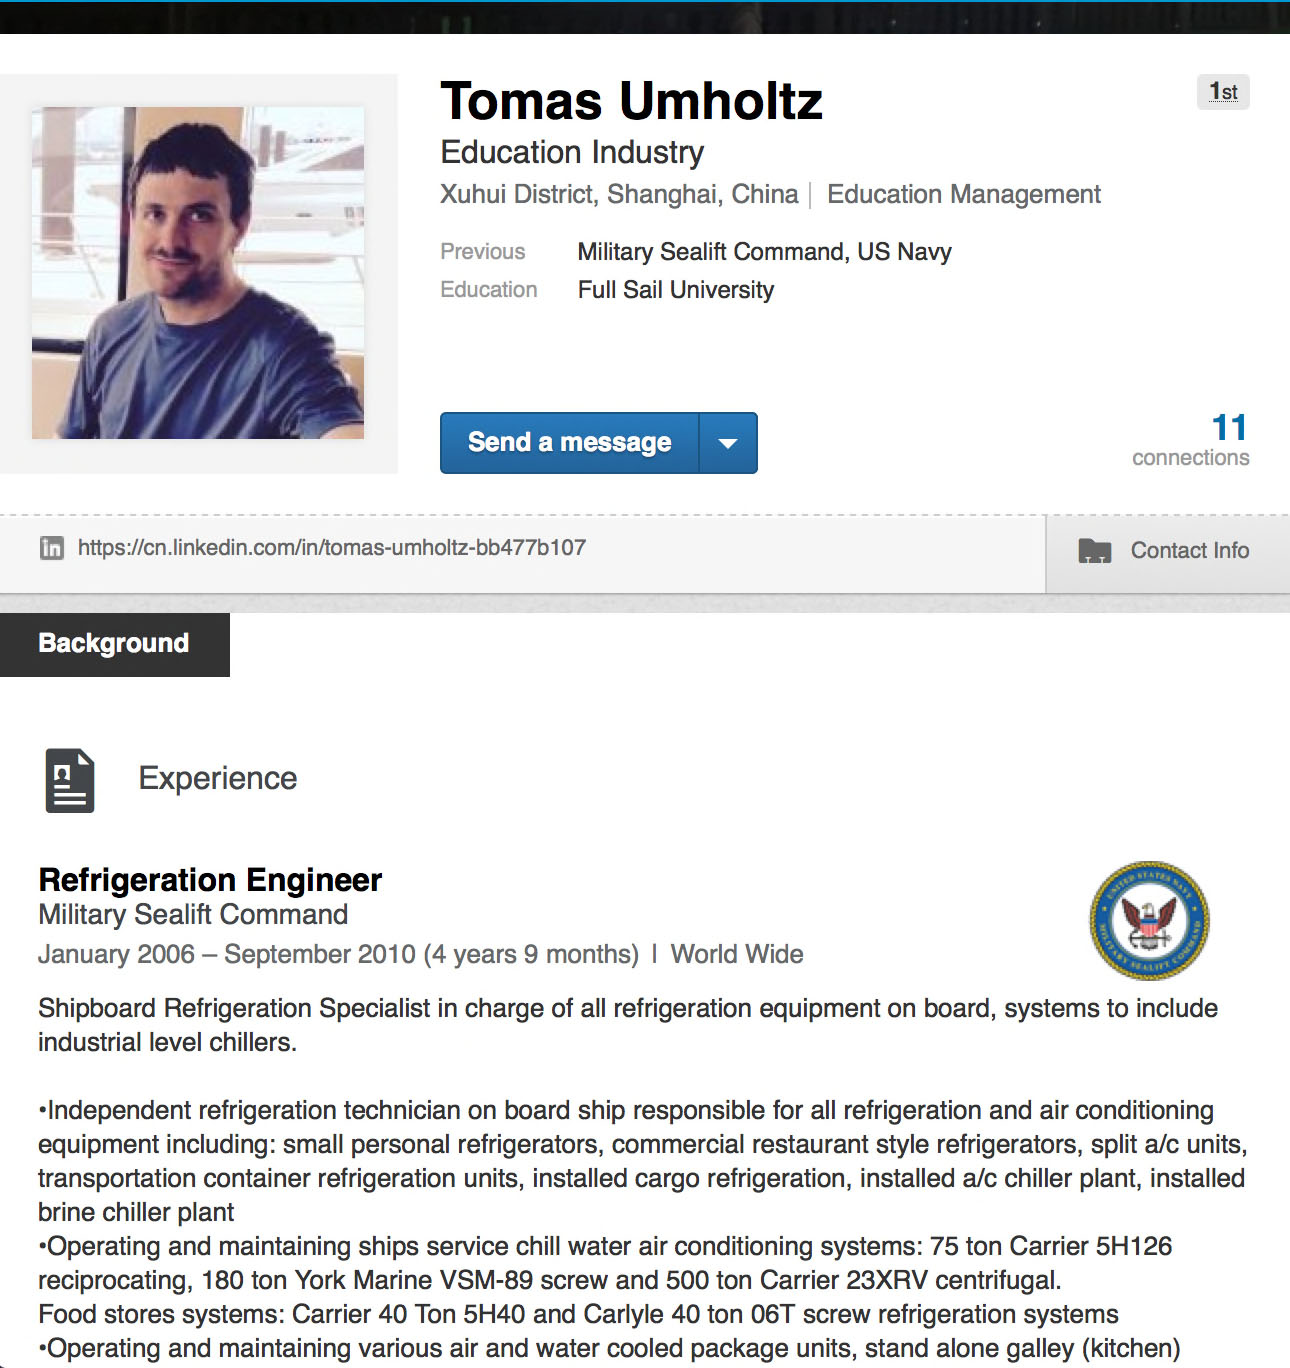 Tomas Umholtz
1st
Education Industry
Xuhui District, Shanghai, China | Education Management
Previous Military Sealift Command, US Navy
Education Full Sail University
Send a message
11
connections
in https://cn.linkedin.com/in/tomas-umholtz-bb477b107
Contact Info
Background
Experience
Refrigeration Engineer
Military Sealift Command
January 2006 – September 2010 (4 years 9 months) | World Wide
UNITED STATES NAVY
MILITARY SEALIFT COMMAND
Shipboard Refrigeration Specialist in charge of all refrigeration equipment on board, systems to include
industrial level chillers.
•Independent refrigeration technician on board ship responsible for all refrigeration and air conditioning
equipment including: small personal refrigerators, commercial restaurant style refrigerators, split a/c units,
transportation container refrigeration units, installed cargo refrigeration, installed a/c chiller plant, installed
brine chiller plant
•Operating and maintaining ships service chill water air conditioning systems: 75 ton Carrier 5H126
reciprocating, 180 ton York Marine VSM-89 screw and 500 ton Carrier 23XRV centrifugal.
Food stores systems: Carrier 40 Ton 5H40 and Carlyle 40 ton 06T screw refrigeration systems
•Operating and maintaining various air and water cooled package units, stand alone galley (kitchen)